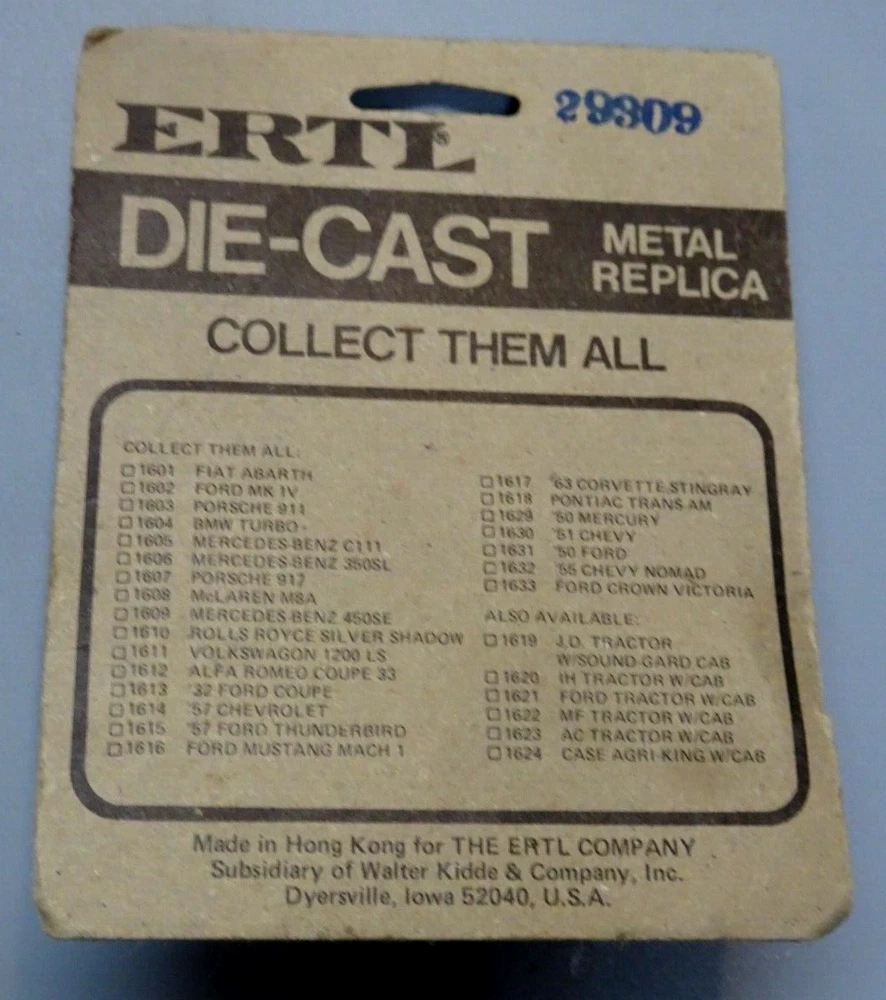 ERTL®
29309
DIE-CAST METAL REPLICA
COLLECT THEM ALL
COLLECT THEM ALL:
☐ 1601 FIAT ABARTH
☐ 1602 FORD MK IV
☐ 1603 PORSCHE 911
☐ 1604 BMW TURBO
☐ 1605 MERCEDES-BENZ C111
☐ 1606 MERCEDES-BENZ 350SL
☐ 1607 PORSCHE 917
☐ 1608 McLAREN M8A
☐ 1609 MERCEDES-BENZ 450SE
☐ 1610 ROLLS ROYCE SILVER SHADOW
☐ 1611 VOLKSWAGON 1200 LS
☐ 1612 ALFA ROMEO COUPE 33
☐ 1613 '32 FORD COUPE
☐ 1614 '57 CHEVROLET
☐ 1615 '57 FORD THUNDERBIRD
☐ 1616 FORD MUSTANG MACH 1
☐ 1617 '63 CORVETTE STINGRAY
☐ 1618 PONTIAC TRANS AM
☐ 1629 '50 MERCURY
☐ 1630 '51 CHEVY
☐ 1631 '50 FORD
☐ 1632 '55 CHEVY NOMAD
☐ 1633 FORD CROWN VICTORIA
ALSO AVAILABLE:
☐ 1619 J.D. TRACTOR
W/SOUND-GARD CAB
☐ 1620 IH TRACTOR W/CAB
☐ 1621 FORD TRACTOR W/CAB
☐ 1622 MF TRACTOR W/CAB
☐ 1623 AC TRACTOR W/CAB
☐ 1624 CASE AGRI-KING W/CAB
Made in Hong Kong for THE ERTL COMPANY
Subsidiary of Walter Kidde & Company, Inc.
Dyersville, Iowa 52040, U.S.A.